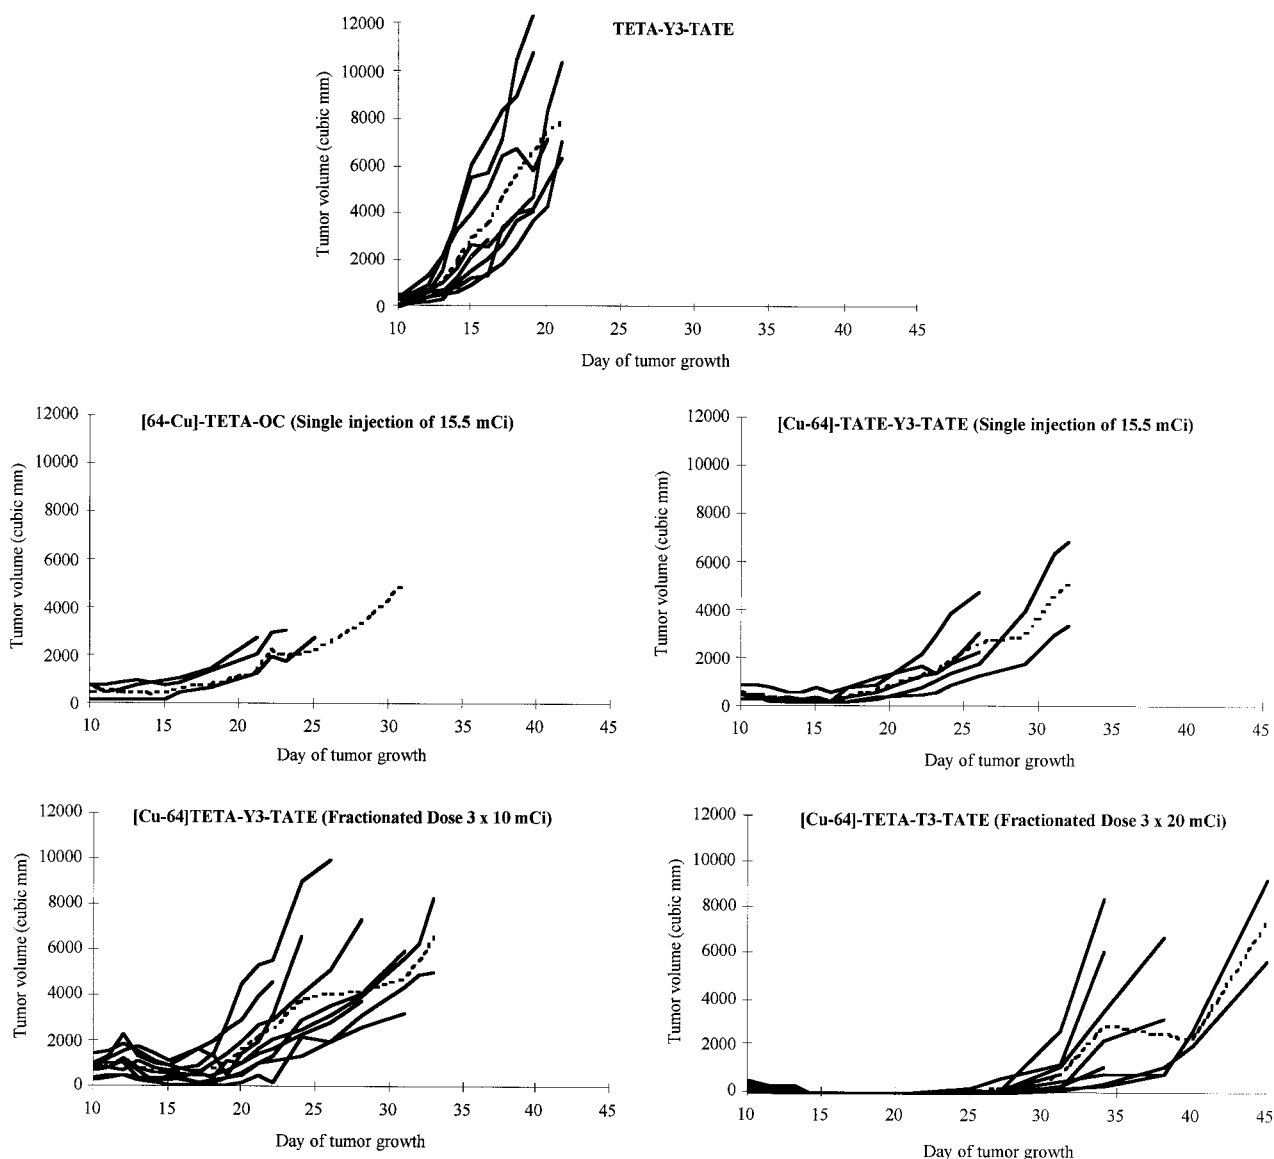 TETA-Y3-TATE
Tumor volume (cubic mm)
12000
10000
8000
6000
4000
2000
0
10 15 20 25 30 35 40 45
Day of tumor growth
[64-Cu]-TETA-OC (Single injection of 15.5 mCi)
Tumor volume (cubic mm)
12000
10000
8000
6000
4000
2000
0
10 15 20 25 30 35 40 45
Day of tumor growth
[Cu-64]-TATE-Y3-TATE (Single injection of 15.5 mCi)
Tumor volume (cubic mm)
12000
10000
8000
6000
4000
2000
0
10 15 20 25 30 35 40 45
Day of tumor growth
[Cu-64]TETA-Y3-TATE (Fractionated Dose 3 x 10 mCi)
Tumor volume (cubic mm)
12000
10000
8000
6000
4000
2000
0
10 15 20 25 30 35 40 45
Day of tumor growth
[Cu-64]-TETA-T3-TATE (Fractionated Dose 3 x 20 mCi)
Tumor volume (cubic mm)
12000
10000
8000
6000
4000
2000
0
10 15 20 25 30 35 40 45
Day of tumor growth